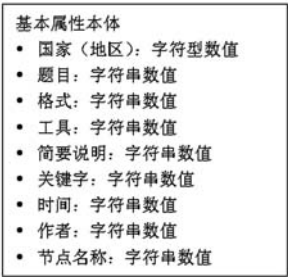 基本属性本体
• 国家（地区）：字符型数值
• 题目：字符串数值
• 格式：字符串数值
• 工具：字符串数值
• 简要说明：字符串数值
• 关键字：字符串数值
• 时间：字符串数值
• 作者：字符串数值
• 节点名称：字符串数值